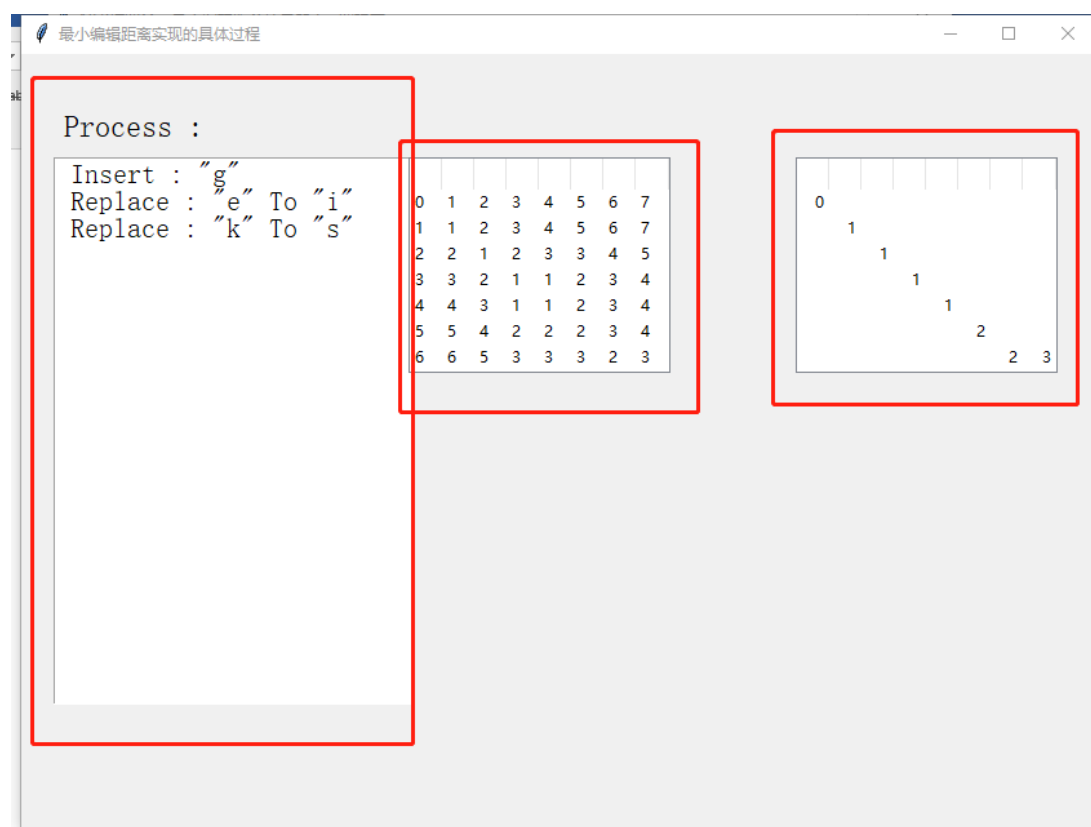 最小编辑距离实现的具体过程
Process :
Insert : "g"
Replace : "e" To "i"
Replace : "k" To "s"
0 1 2 3 4 5 6 7
1 1 2 3 4 5 6 7
2 2 1 2 3 3 4 5
3 3 2 1 1 2 3 4
4 4 3 1 1 2 3 4
5 5 4 2 2 2 3 4
6 6 5 3 3 3 2 3
0
1
1
1
1
2
2 3